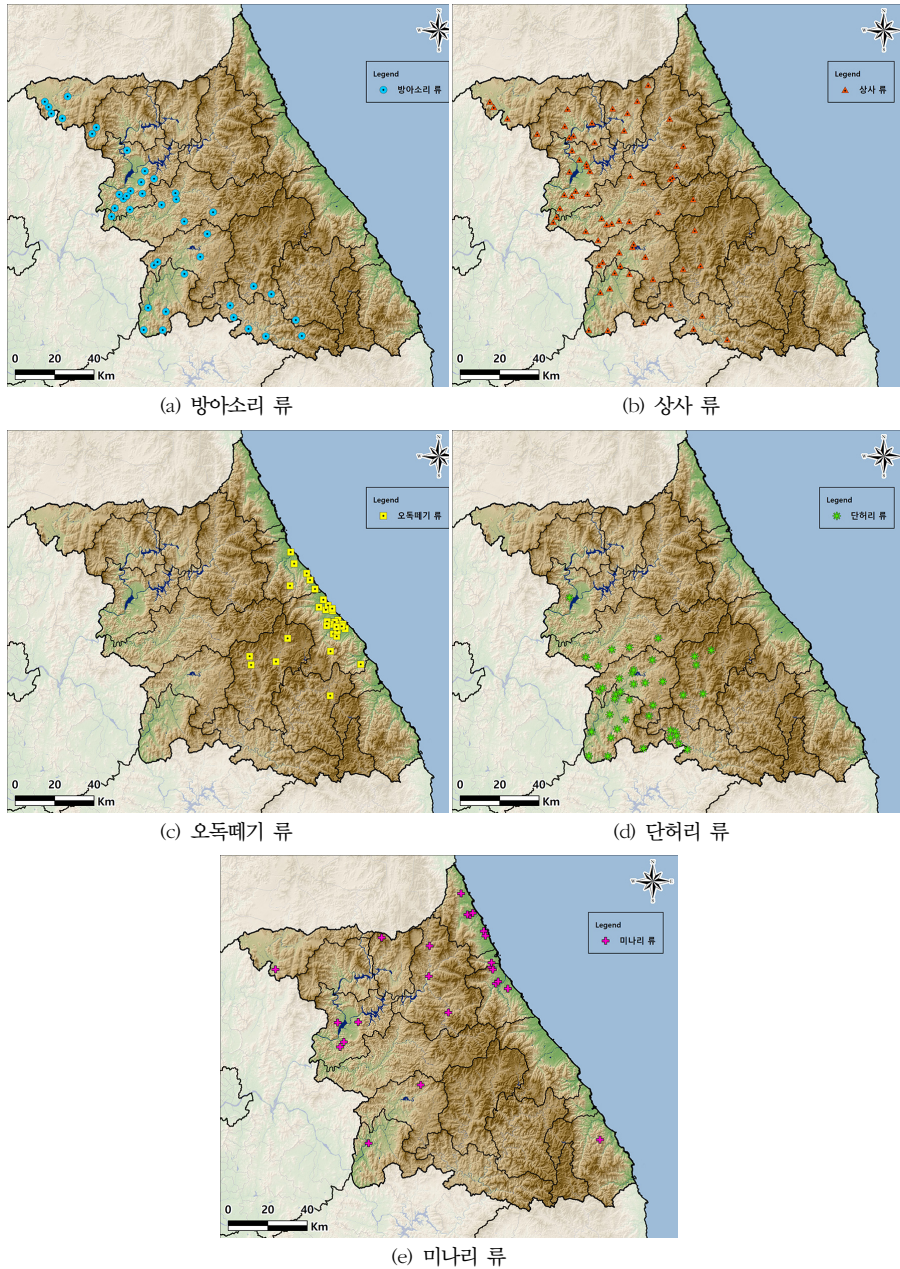 N
Legend
방아소리 류
0 20 40
Km
(a) 방아소리 류
N
Legend
상사 류
0 20 40
Km
(b) 상사 류
N
Legend
오독떼기 류
0 20 40
Km
(c) 오독떼기 류
N
Legend
단허리 류
0 20 40
Km
(d) 단허리 류
N
Legend
미나리 류
0 20 40
Km
(e) 미나리 류